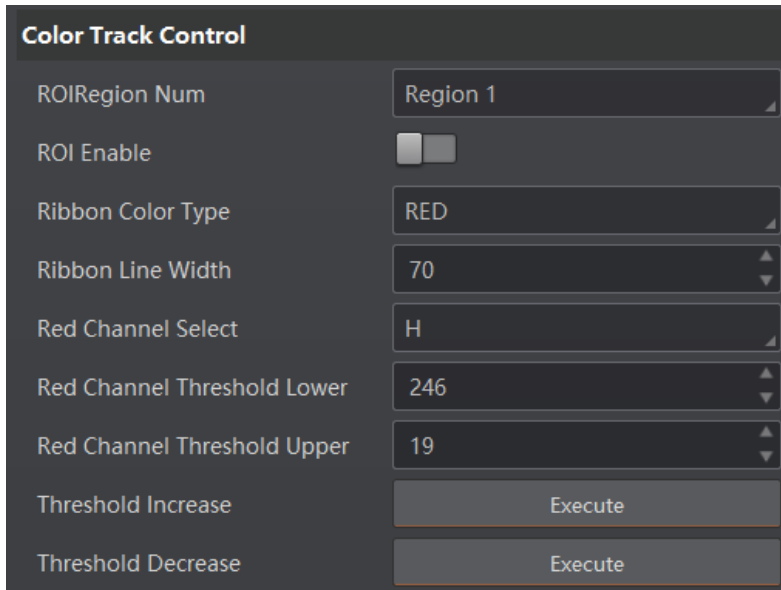 Color Track Control
ROIRegion Num Region 1
ROI Enable
Ribbon Color Type RED
Ribbon Line Width 70
Red Channel Select H
Red Channel Threshold Lower 246
Red Channel Threshold Upper 19
Threshold Increase Execute
Threshold Decrease Execute